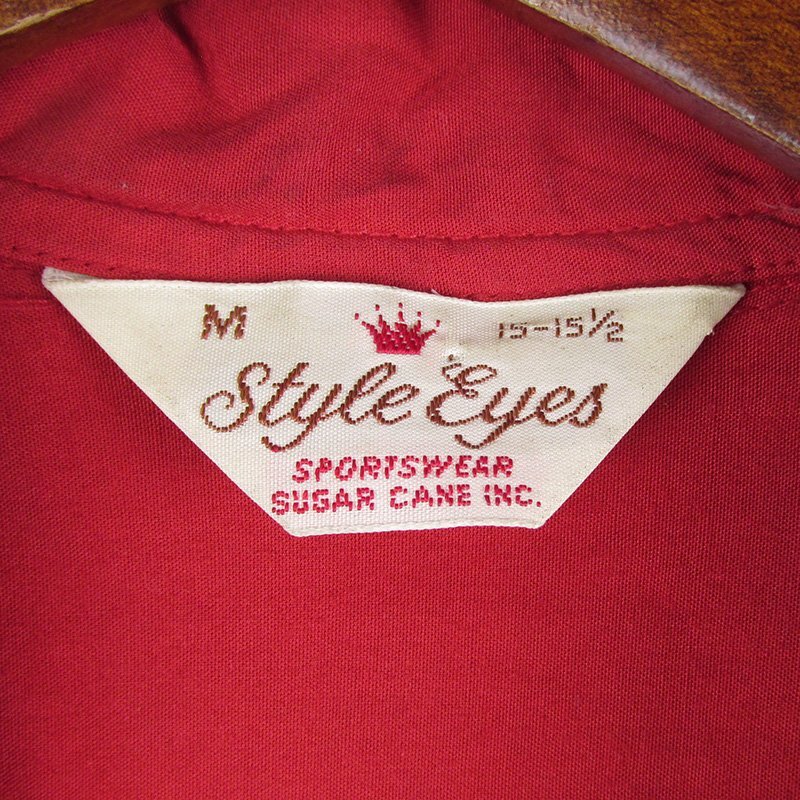 M 15-15½
Style Eyes
SPORTSWEAR
SUGAR CANE INC.